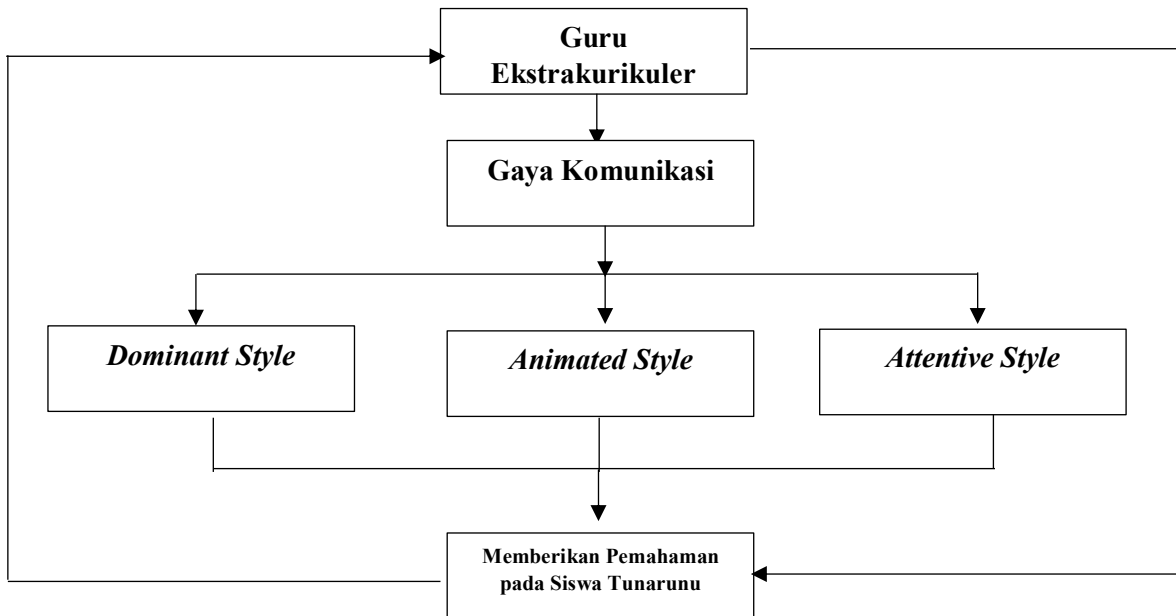 Guru
Ekstrakurikuler
Gaya Komunikasi
Dominant Style
Animated Style
Attentive Style
Memberikan Pemahaman
pada Siswa Tunarunu